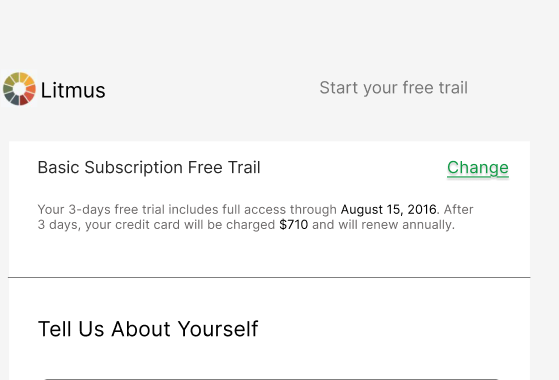 Litmus
Start your free trail
Basic Subscription Free Trail
Change
Your 3-days free trial includes full access through August 15, 2016. After
3 days, your credit card will be charged $710 and will renew annually.
Tell Us About Yourself